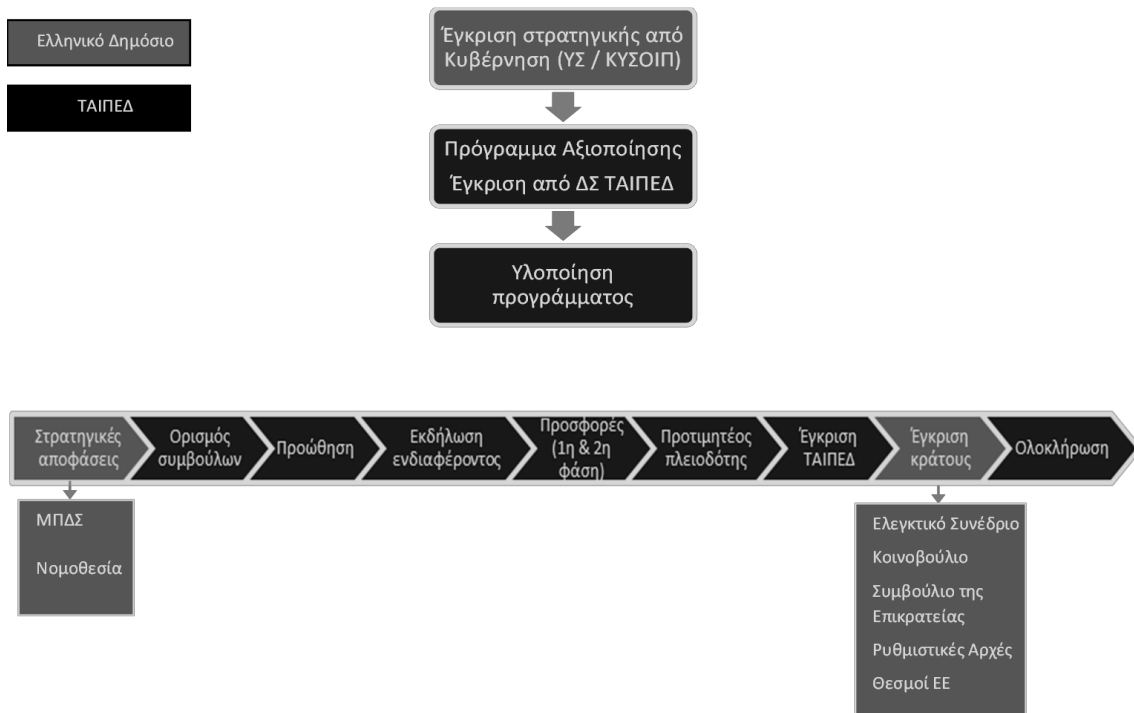 Ελληνικό Δημόσιο
ΤΑΙΠΕΔ
Έγκριση στρατηγικής από
Κυβέρνηση (ΥΣ / ΚΥΣΟΙΠ)
Πρόγραμμα Αξιοποίησης
Έγκριση από ΔΣ ΤΑΙΠΕΔ
Υλοποίηση
προγράμματος
Στρατηγικές
αποφάσεις
Ορισμός
συμβούλων
Προώθηση
Εκδήλωση
ενδιαφέροντος
Προσφορές
(1η & 2η
φάση)
Προτιμητέος
πλειοδότης
Έγκριση
ΤΑΙΠΕΔ
Έγκριση
κράτους
Ολοκλήρωση
ΜΠΔΣ
Νομοθεσία
Ελεγκτικό Συνέδριο
Κοινοβούλιο
Συμβούλιο της
Επικρατείας
Ρυθμιστικές Αρχές
Θεσμοί ΕΕ